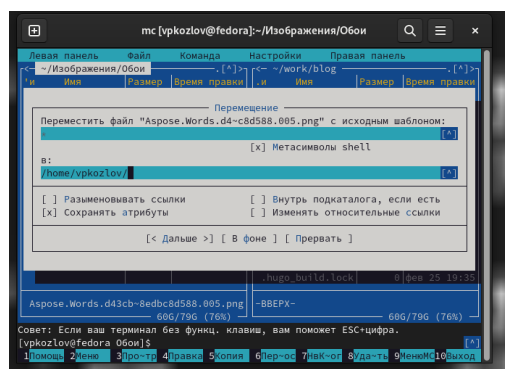 mc [vpkozlov@fedora]:~/Изображения/Обои
Левая панель Файл Команда Настройки Правая панель
<— ~/Изображения/Обои .[^]> <— ~/work/blog .[^]>
'и Имя Размер Время правки .и Имя Размер Время правки
Перемещение
Переместить файл "Aspose.Words.d4~c8d588.005.png" с исходным шаблоном:
* [^]
[x] Метасимволы shell
в:
/home/vpkozlov/ [^]
[ ] Разыменовывать ссылки [ ] Внутрь подкаталога, если есть
[x] Сохранять атрибуты [ ] Изменять относительные ссылки
[< Дальше >] [ В фоне ] [ Прервать ]
.hugo_build.lock 0 фев 25 19:35
Aspose.Words.d43cb~8edbc8d588.005.png -ВВЕРХ-
60G/79G (76%) 60G/79G (76%)
Совет: Если ваш терминал без функц. клавиш, вам поможет ESC+цифра.
[vpkozlov@fedora Обои]$ [^]
1Помощь 2Меню 3Про~тр 4Правка 5Копия 6Пер~ос 7НвК~ог 8Уда~ть 9МенюMC 10Выход